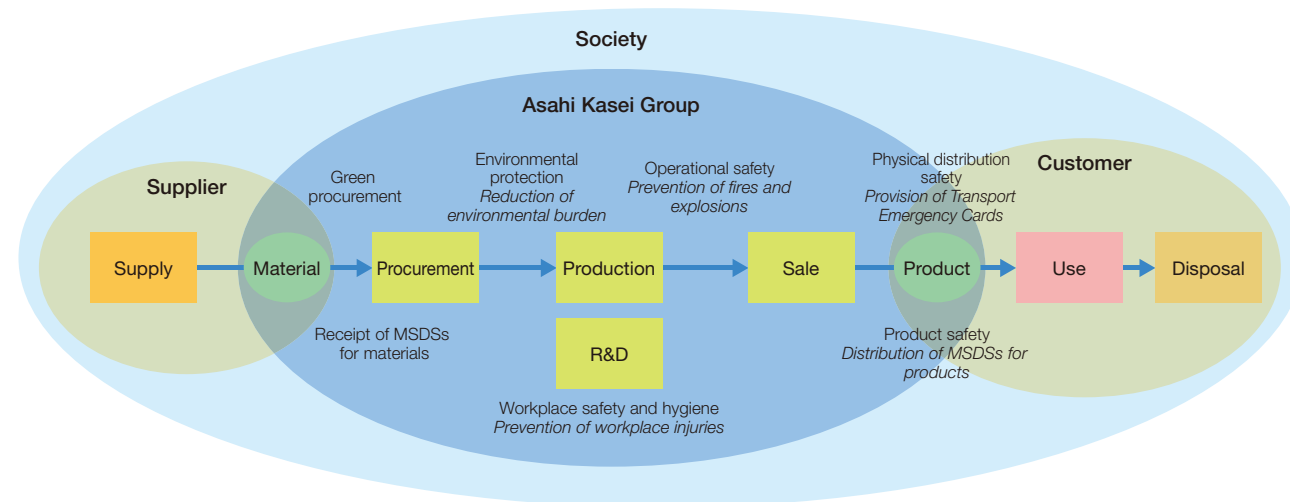 Society
Asahi Kasei Group
Supplier
Customer
Green
procurement
Environmental
protection
Reduction of
environmental burden
Operational safety
Prevention of fires and
explosions
Physical distribution
safety
Provision of Transport
Emergency Cards
Supply
Material
Procurement
Production
Sale
Product
Use
Disposal
Receipt of MSDSs
for materials
R&D
Product safety
Distribution of MSDSs for
products
Workplace safety and hygiene
Prevention of workplace injuries